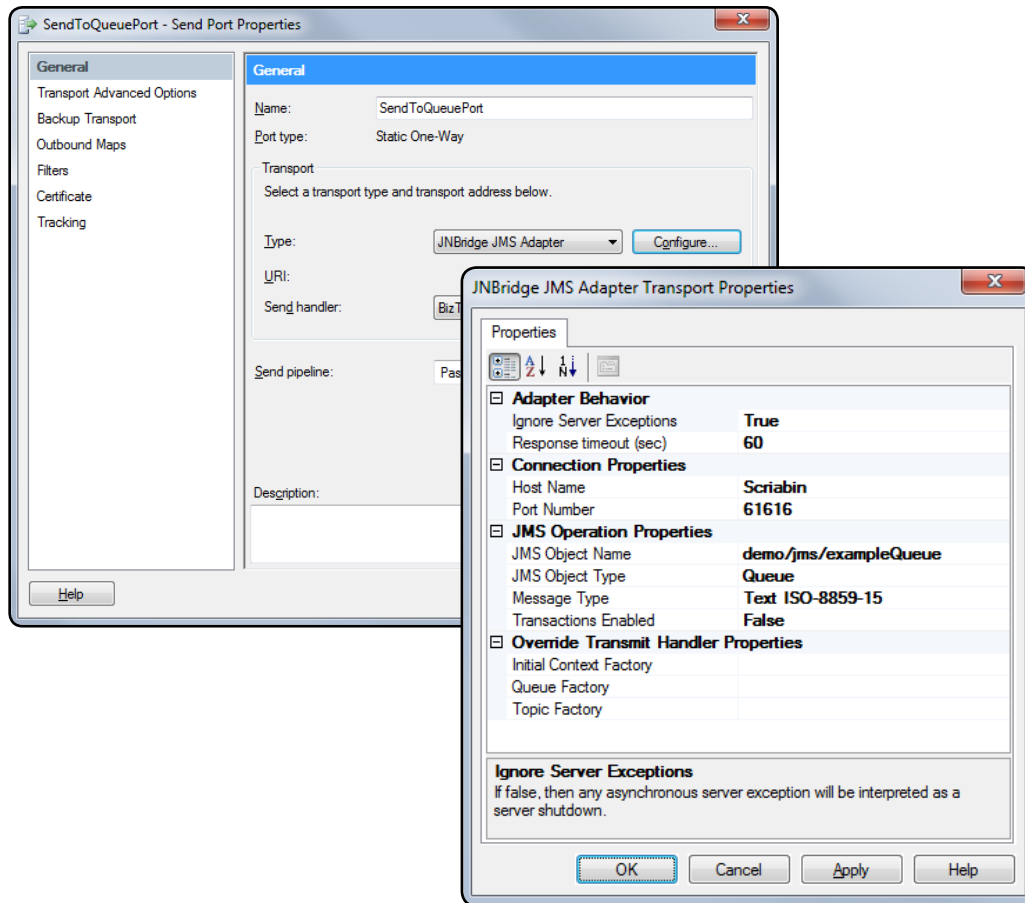 SendToQueuePort - Send Port Properties
General
Transport Advanced Options
Backup Transport
Outbound Maps
Filters
Certificate
Tracking
General
Name: SendToQueuePort
Port type: Static One-Way
Transport
Select a transport type and transport address below.
Type: JNBridge JMS Adapter Configure...
URI:
Send handler:
Send pipeline:
Description:
Help
JNBridge JMS Adapter Transport Properties
Properties
Adapter Behavior
Ignore Server Exceptions True
Response timeout (sec) 60
Connection Properties
Host Name Scriabin
Port Number 61616
JMS Operation Properties
JMS Object Name demo/jms/exampleQueue
JMS Object Type Queue
Message Type Text ISO-8859-15
Transactions Enabled False
Override Transmit Handler Properties
Initial Context Factory
Queue Factory
Topic Factory
Ignore Server Exceptions
If false, then any asynchronous server exception will be interpreted as a
server shutdown.
OK Cancel Apply Help